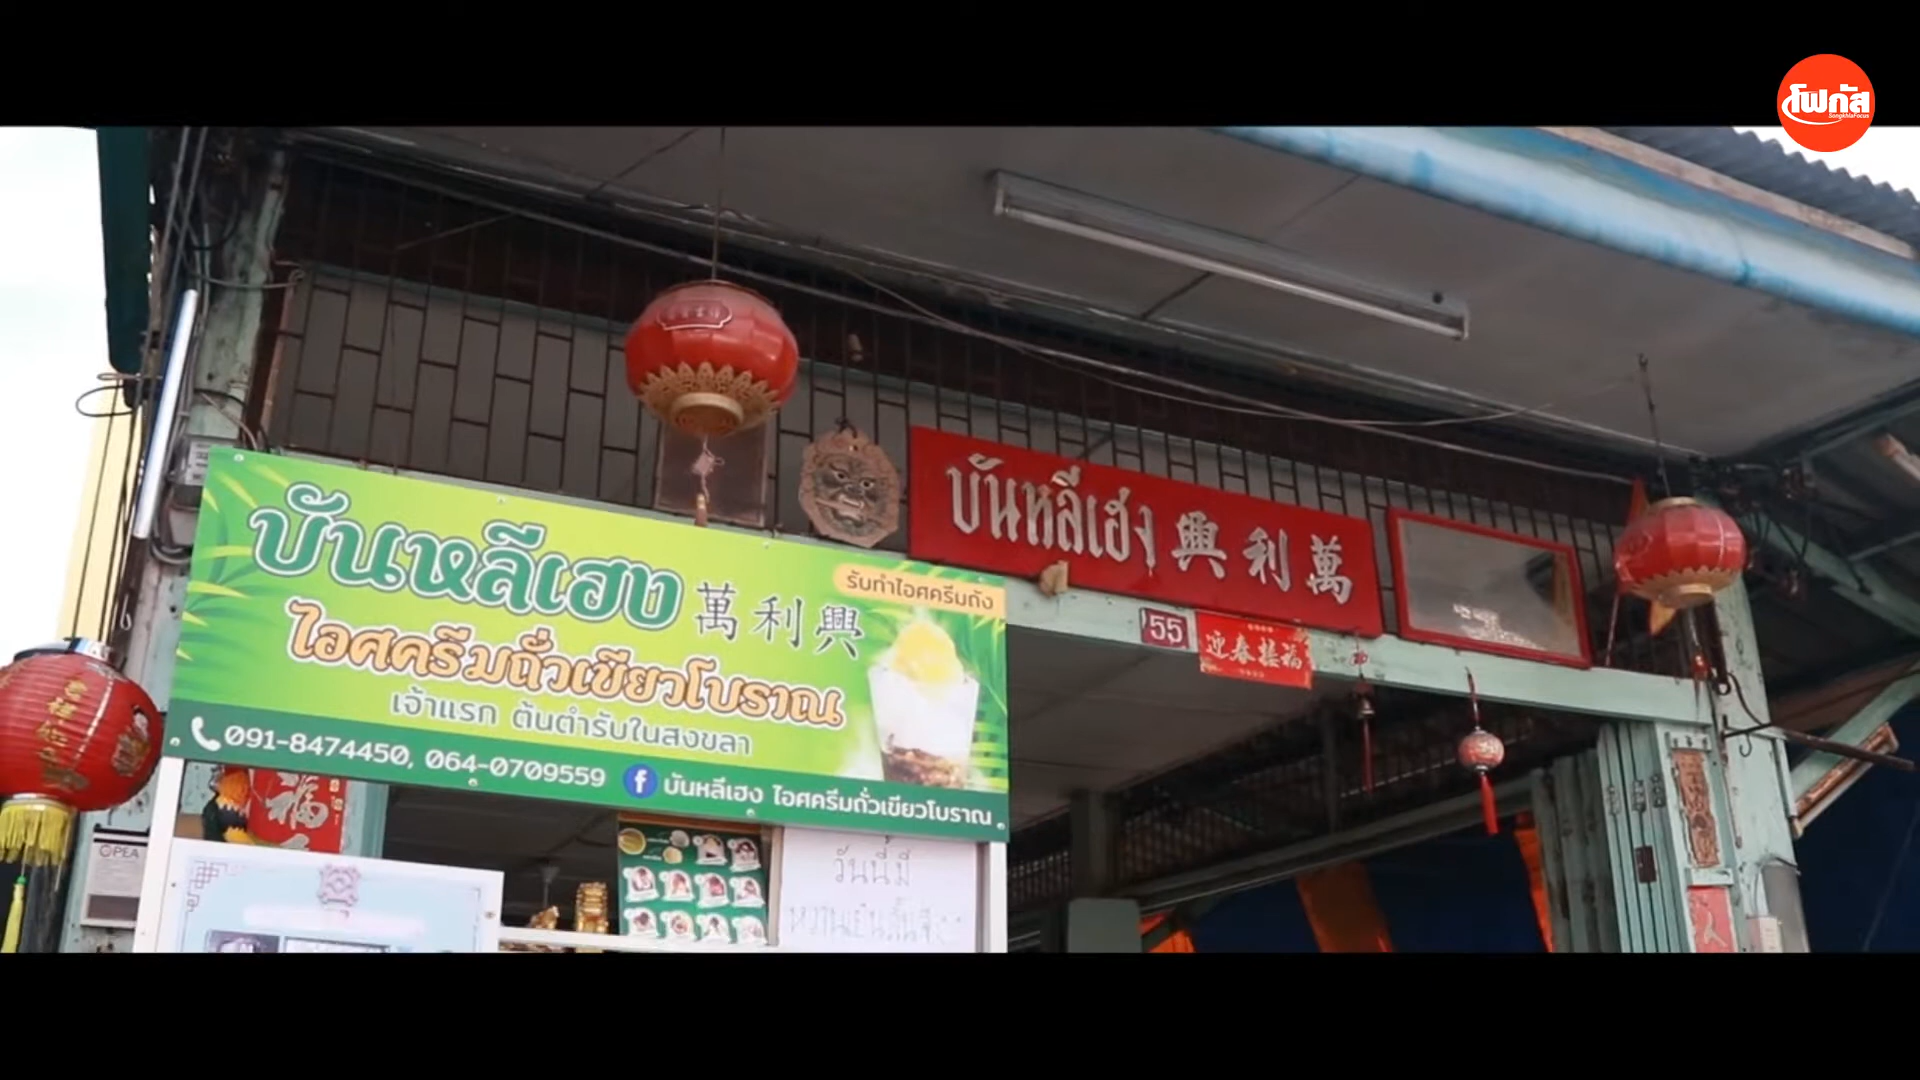 โฟกัส
SongkhlaFocus
บันหลีเฮง 興利萬
บันหลีเฮง 萬利興
รับทำไอศครีมถัง
ไอศครีมถั่วเขียวโบราณ
เจ้าแรก ต้นตำรับในสงขลา
091-8474450, 064-0709559
บันหลีเฮง ไอศครีมถั่วเขียวโบราณ
55
迎春接福
福
PEA
วันนี้มี